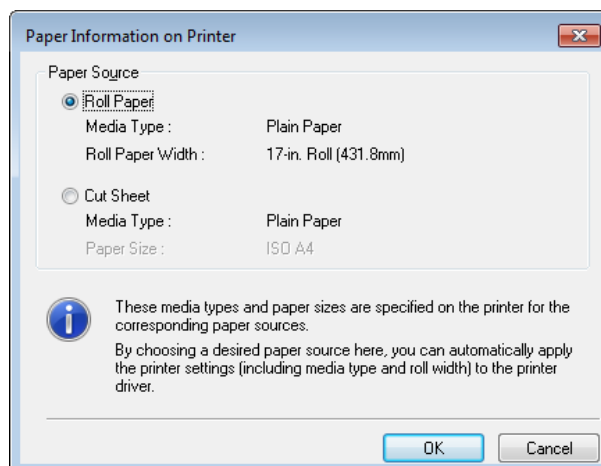 Paper Information on Printer
Paper Source
Roll Paper
Media Type : Plain Paper
Roll Paper Width : 17-in. Roll (431.8mm)
Cut Sheet
Media Type : Plain Paper
Paper Size : ISO A4
These media types and paper sizes are specified on the printer for the
corresponding paper sources.
By choosing a desired paper source here, you can automatically apply
the printer settings (including media type and roll width) to the printer
driver.
OK Cancel